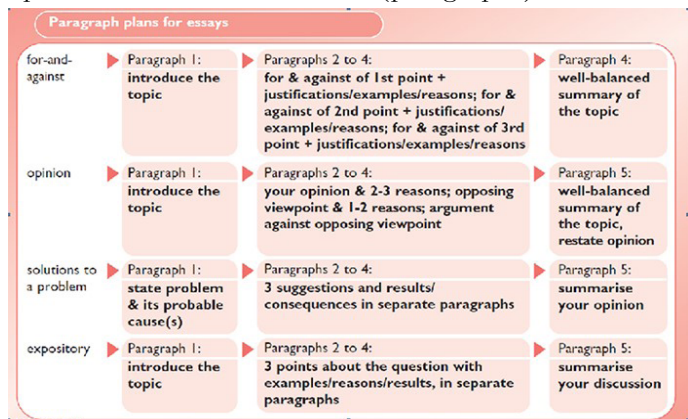 Paragraph plans for essays
for-and-
against
Paragraph 1:
introduce the
topic
Paragraphs 2 to 4:
for & against of 1st point +
justifications/examples/reasons; for &
against of 2nd point + justifications/
examples/reasons; for & against of 3rd
point + justifications/examples/reasons
Paragraph 4:
well-balanced
summary of
the topic
opinion
Paragraph 1:
introduce the
topic
Paragraphs 2 to 4:
your opinion & 2-3 reasons; opposing
viewpoint & 1-2 reasons; argument
against opposing viewpoint
Paragraph 5:
well-balanced
summary of
the topic,
restate opinion
solutions to
a problem
Paragraph 1:
state problem
& its probable
cause(s)
Paragraphs 2 to 4:
3 suggestions and results/
consequences in separate paragraphs
Paragraph 5:
summarise
your opinion
expository
Paragraph 1:
introduce the
topic
Paragraphs 2 to 4:
3 points about the question with
examples/reasons/results, in separate
paragraphs
Paragraph 5:
summarise
your discussion